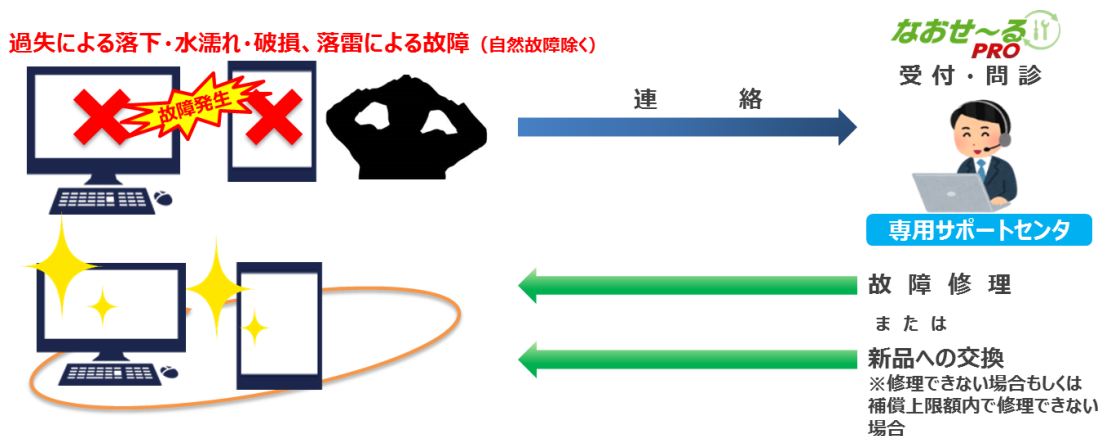 過失による落下・水濡れ・破損、落雷による故障（自然故障除く）
故障発生
連絡
なおせ～る
PRO
受付・問診
専用サポートセンタ
故障修理
または
新品への交換
※修理できない場合もしくは
補償上限額内で修理できない
場合